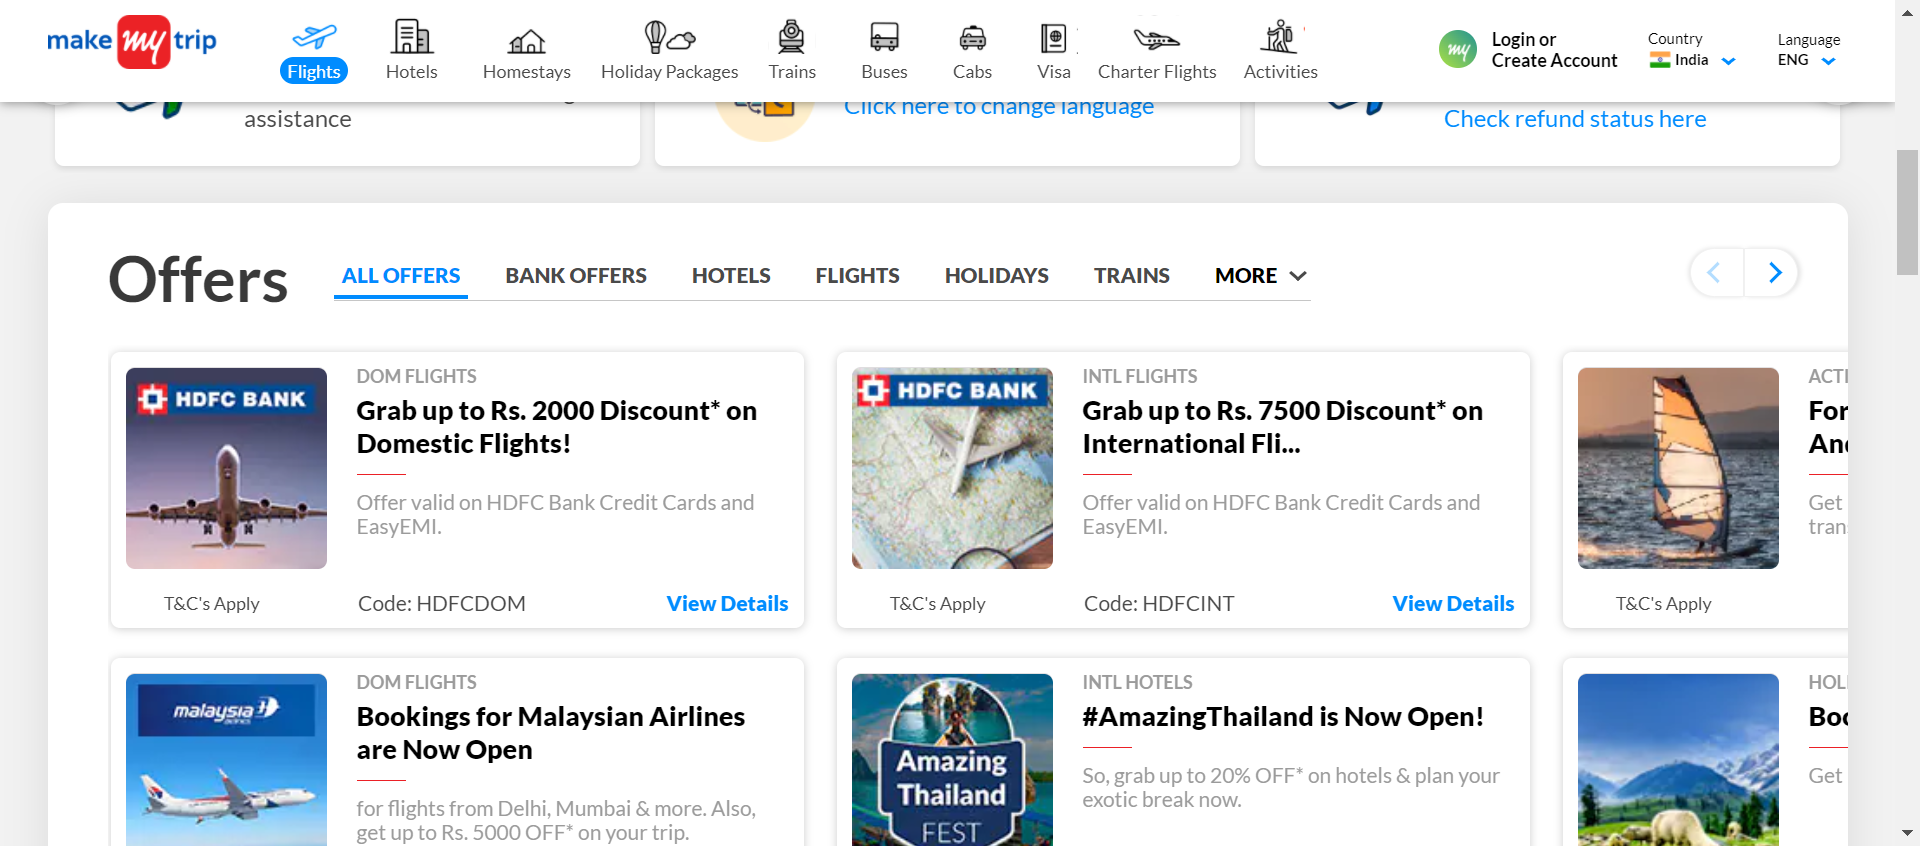 make my trip
Flights
Hotels
Homestays
Holiday Packages
Trains
Buses
Cabs
Visa
Charter Flights
Activities
my
Login or
Create Account
Country
India
Language
ENG
assistance
Click here to change language
Check refund status here
Offers
ALL OFFERS
BANK OFFERS
HOTELS
FLIGHTS
HOLIDAYS
TRAINS
MORE
HDFC BANK
DOM FLIGHTS
Grab up to Rs. 2000 Discount* on
Domestic Flights!
Offer valid on HDFC Bank Credit Cards and
EasyEMI.
T&C's Apply
Code: HDFCDOM
View Details
HDFC BANK
INTL FLIGHTS
Grab up to Rs. 7500 Discount* on
International Fli...
Offer valid on HDFC Bank Credit Cards and
EasyEMI.
T&C's Apply
Code: HDFCINT
View Details
For
Get
T&C's Apply
malaysia
airlines
DOM FLIGHTS
Bookings for Malaysian Airlines
are Now Open
for flights from Delhi, Mumbai & more. Also,
get up to Rs. 5000 OFF* on your trip.
Amazing
Thailand
FEST
INTL HOTELS
#AmazingThailand is Now Open!
So, grab up to 20% OFF* on hotels & plan your
exotic break now.
Get